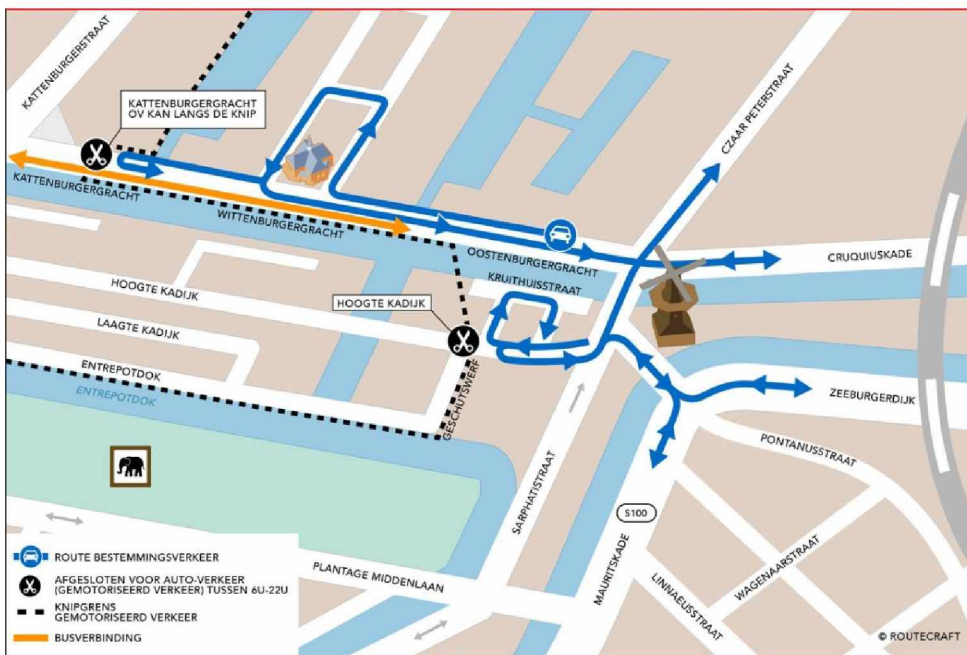 KATTENBURGERSTRAAT
KATTENBURGERGRACHT
OV KAN LANGS DE KNIP
CZAAR PETERSTRAAT
KATTENBURGERGRACHT
WITTENBURGERGRACHT
OOSTENBURGERGRACHT
CRUQUIUSKADE
KRUITHUISSTRAAT
HOOGTE KADIJK
HOOGTE KADIJK
LAAGTE KADIJK
ENTREPOTDOK
ENTREPOTDOK
GESCHUTSWERF
ZEEBURGERDIJK
PONTANUSSTRAAT
SARPHATISTRAAT
S100
MAURITSKADE
WAGENAARSTRAAT
LINNAEUSSTRAAT
PLANTAGE MIDDENLAAN
ROUTE BESTEMMINGSVERKEER
AFGESLOTEN VOOR AUTO-VERKEER
(GEMOTORISEERD VERKEER) TUSSEN 6U-22U
KNIPGRENS
GEMOTORISEERD VERKEER
BUSVERBINDING
© ROUTECRAFT